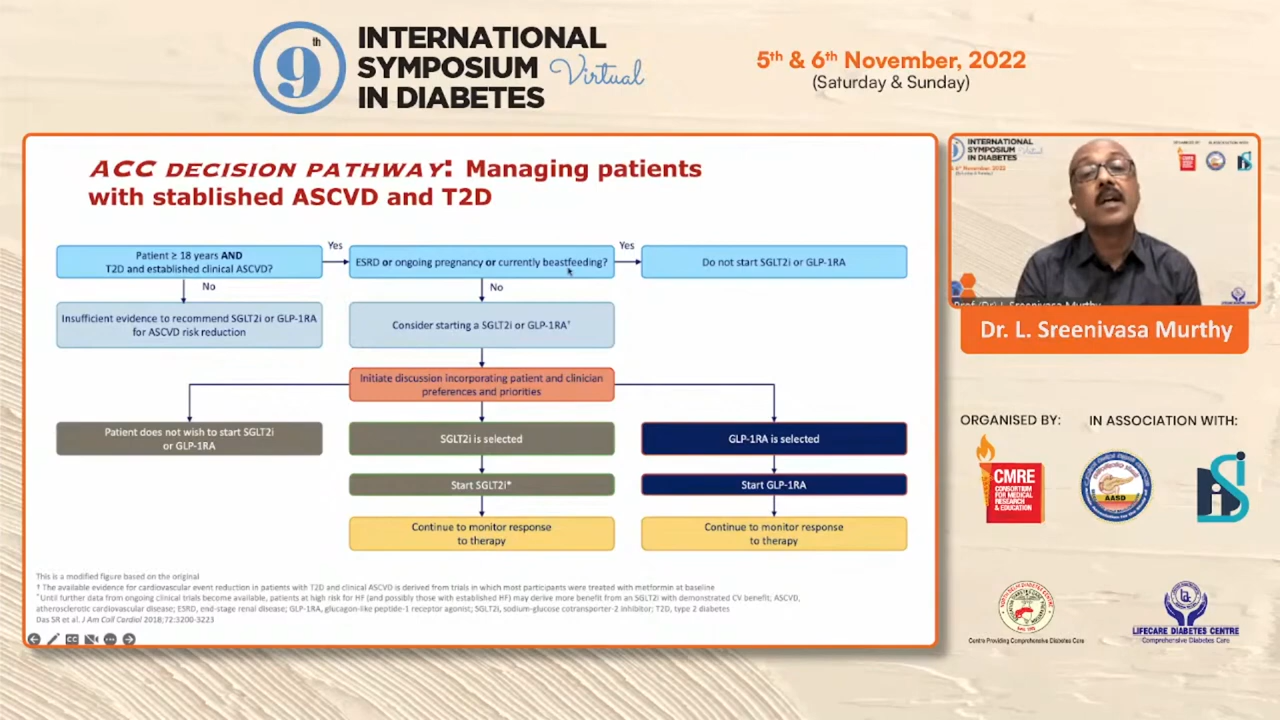 9th
INTERNATIONAL
SYMPOSIUM Virtual
IN DIABETES
5th & 6th November, 2022
(Saturday & Sunday)
ACC DECISION PATHWAY: Managing patients
with stablished ASCVD and T2D
Patient ≥ 18 years AND
T2D and established clinical ASCVD?
Yes
ESRD or ongoing pregnancy or currently beastfeeding?
Yes
Do not start SGLT2i or GLP-1RA
No
No
Insufficient evidence to recommend SGLT2i or GLP-1RA
for ASCVD risk reduction
Consider starting a SGLT2i or GLP-1RA†
Initiate discussion incorporating patient and clinician
preferences and priorities
Patient does not wish to start SGLT2i
or GLP-1RA
SGLT2i is selected
GLP-1RA is selected
Start SGLT2i*
Start GLP-1RA
Continue to monitor response
to therapy
Continue to monitor response
to therapy
This is a modified figure based on the original
† The available evidence for cardiovascular event reduction in patients with T2D and clinical ASCVD is derived from trials in which most participants were treated with metformin at baseline
*Until further data from ongoing clinical trials become available, patients at high risk for HF (and possibly those with established HF) may derive more benefit from an SGLT2i with demonstrated CV benefit; ASCVD,
atherosclerotic cardiovascular disease; ESRD, end-stage renal disease; GLP-1RA, glucagon-like peptide-1 receptor agonist; SGLT2i, sodium-glucose cotransporter-2 inhibitor; T2D, type 2 diabetes
Das SR et al. J Am Coll Cardiol 2018;72:3200-3223
INTERNATIONAL
SYMPOSIUM Virtual
IN DIABETES
Prof (Dr) L Sreenivasa Murthy
Dr. L. Sreenivasa Murthy
ORGANISED BY:
IN ASSOCIATION WITH:
CMRE
CONSORTIUM
FOR MEDICAL
RESEARCH
& EDUCATION
AASD
Centre Providing Comprehensive Diabetes Care
LIFECARE DIABETES CENTRE
Comprehensive Diabetes Care